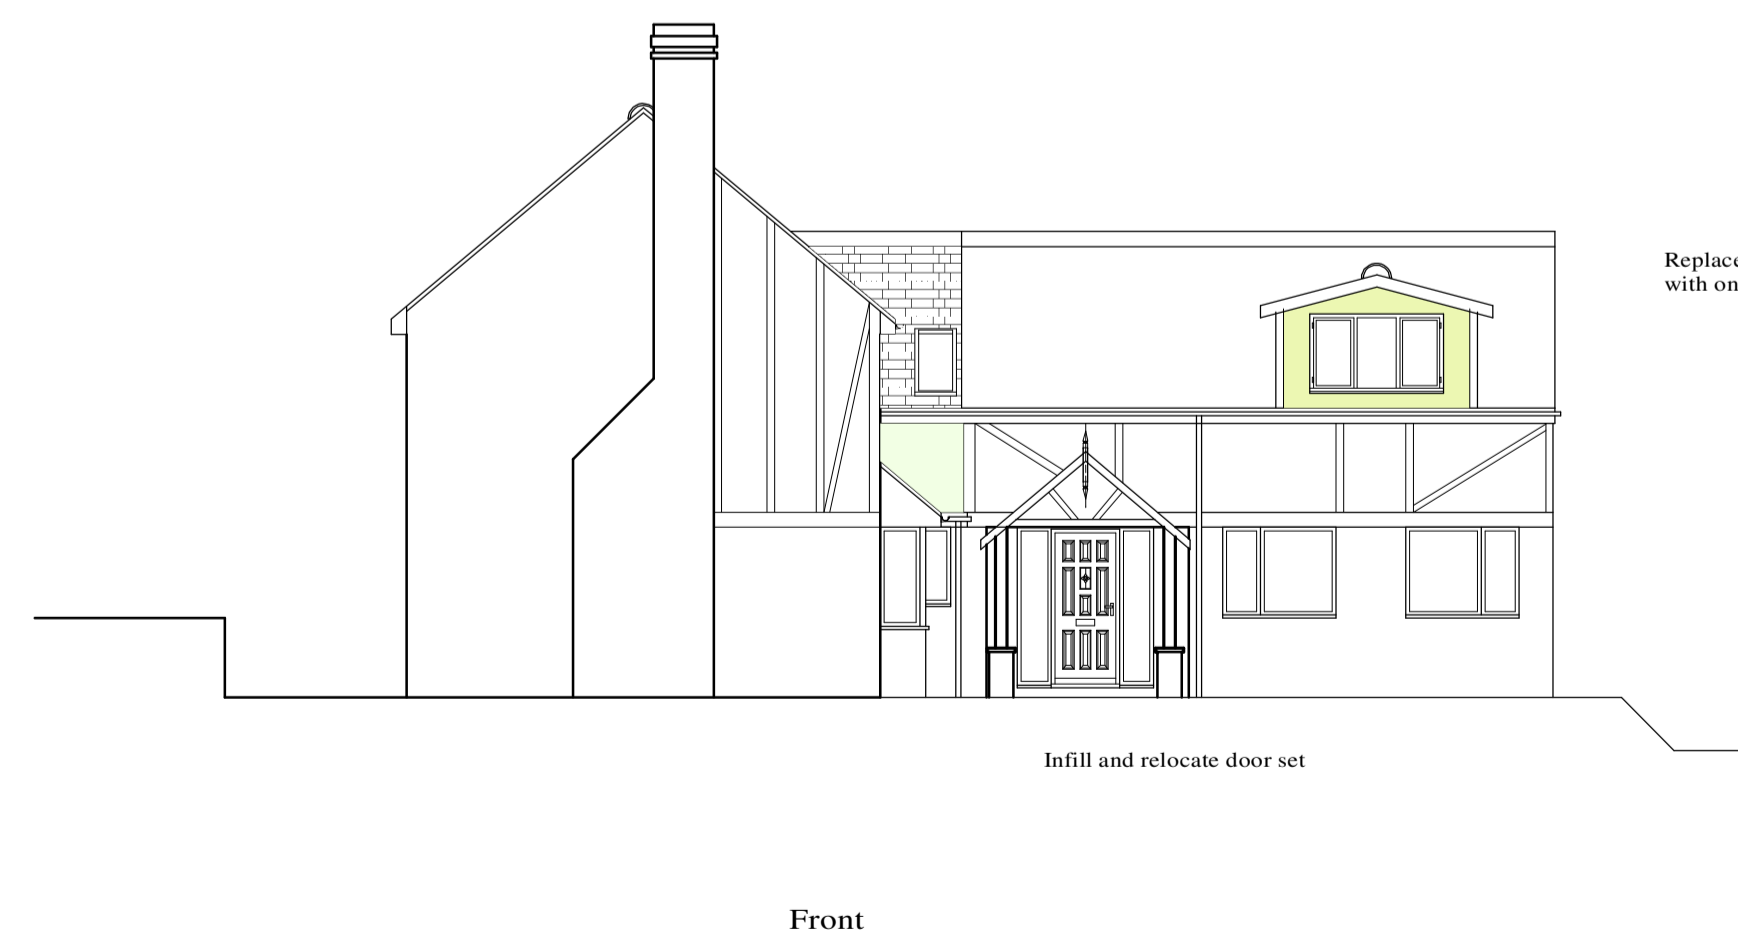 Replace
with on
Infill and relocate door set
Front